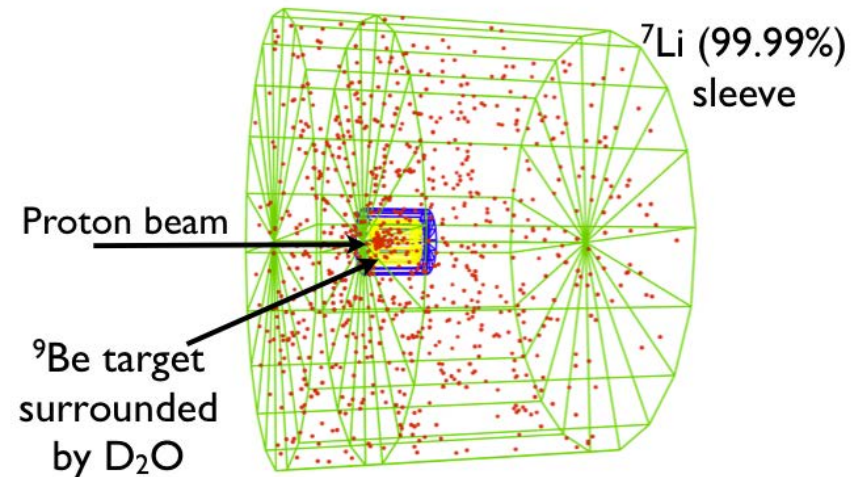 ⁷Li (99.99%)
sleeve
Proton beam
⁹Be target
surrounded
by D₂O